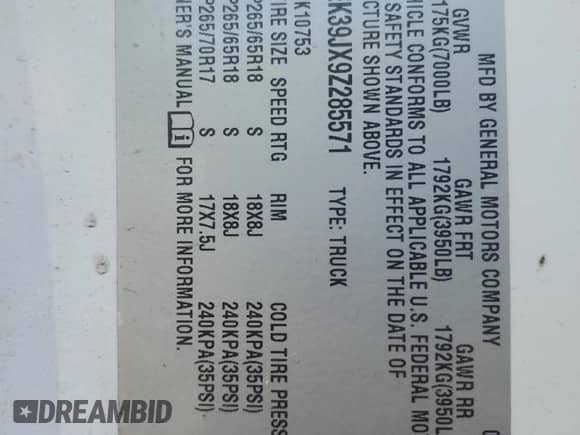 MFD BY GENERAL MOTORS COMPANY
GVWR GAWR FRT GAWR RR
175KG(7000LB) 1792KG(3950LB) 1792KG(3950L
HICLE CONFORMS TO ALL APPLICABLE U.S. FEDERAL MO
SAFETY STANDARDS IN EFFECT ON THE DATE OF
CTURE SHOWN ABOVE.
K39JX9Z285571 TYPE: TRUCK
K10753
IRE SIZE SPEED RTG RIM COLD TIRE PRESS
P265/65R18 S 18X8J 240KPA(35PSI)
P265/65R18 S 18X8J 240KPA(35PSI)
P265/70R17 S 17X7.5J 240KPA(35PSI)
NER'S MANUAL FOR MORE INFORMATION.
DREAMBID